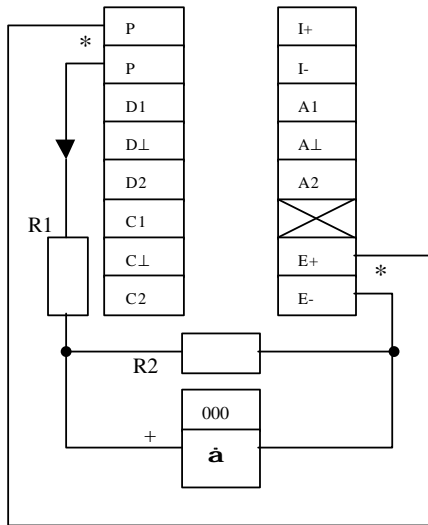 P
I+
*
P
I-
D1
A1
D⊥
A⊥
D2
A2
C1
R1
C⊥
E+
*
C2
E-
R2
000
+